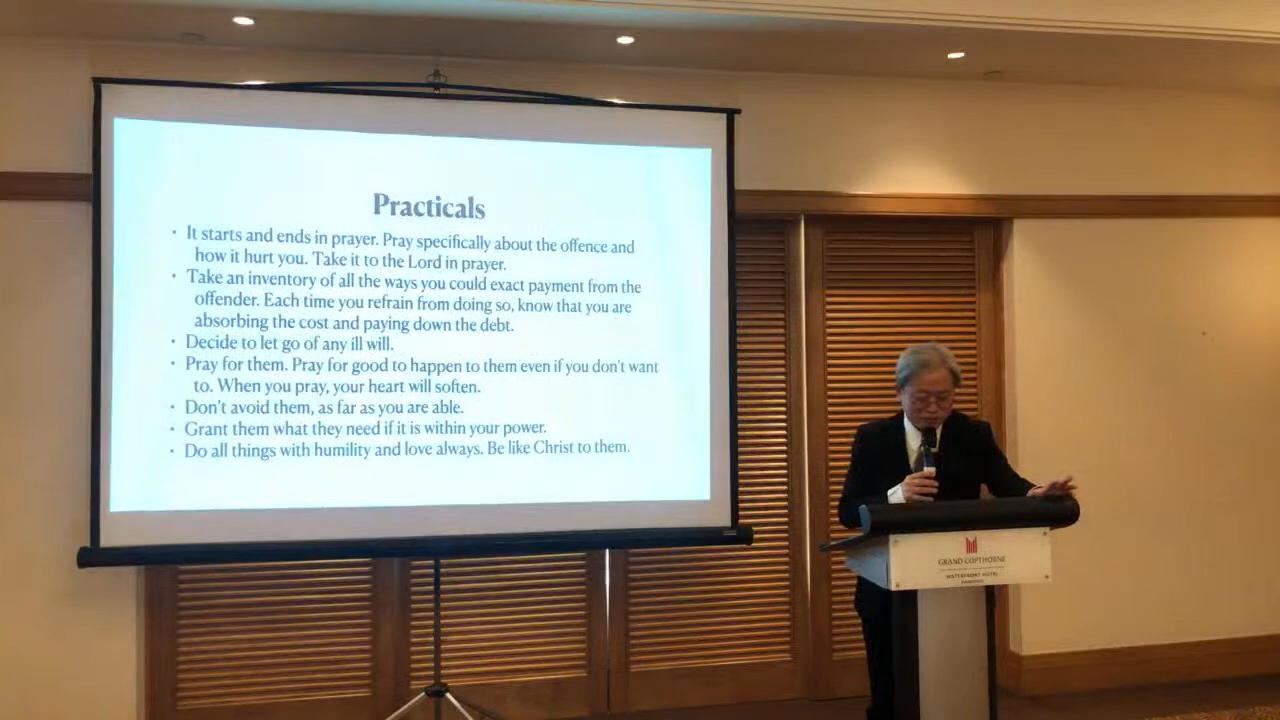 Practicals
• It starts and ends in prayer. Pray specifically about the offence and
how it hurt you. Take it to the Lord in prayer.
• Take an inventory of all the ways you could exact payment from the
offender. Each time you refrain from doing so, know that you are
absorbing the cost and paying down the debt.
• Decide to let go of any ill will.
• Pray for them. Pray for good to happen to them even if you don't want
to. When you pray, your heart will soften.
• Don't avoid them, as far as you are able.
• Grant them what they need if it is within your power.
• Do all things with humility and love always. Be like Christ to them.
GRAND COPTHORNE
WATERFRONT HOTEL